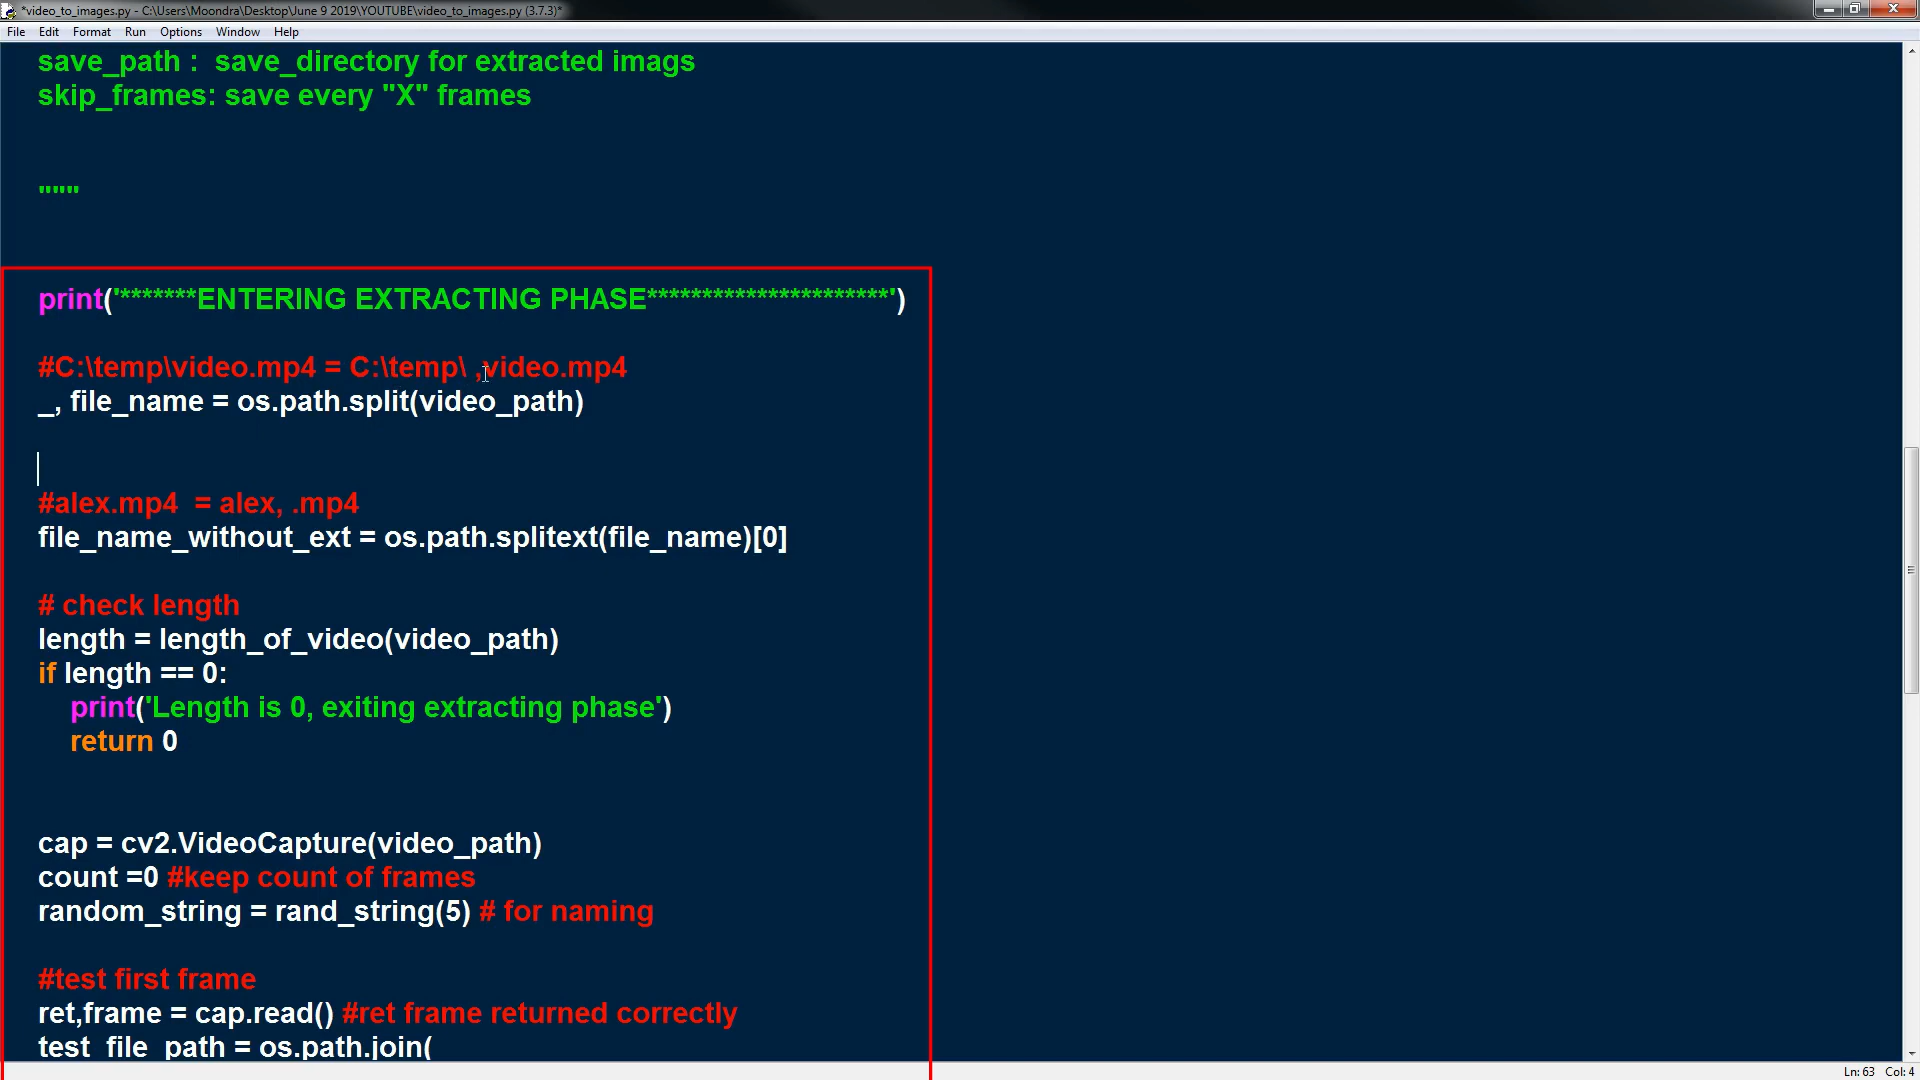 *video_to_images.py - C:\Users\Moondra\Desktop\June 9 2019\YOUTUBE\video_to_images.py (3.7.3)*
File Edit Format Run Options Window Help
save_path :  save_directory for extracted imags
skip_frames: save every "X" frames
"""
print('*******ENTERING EXTRACTING PHASE**********************')
#C:\temp\video.mp4 = C:\temp\ ,video.mp4
_, file_name = os.path.split(video_path)
#alex.mp4  = alex, .mp4
file_name_without_ext = os.path.splitext(file_name)[0]
# check length
length = length_of_video(video_path)
if length == 0:
print('Length is 0, exiting extracting phase')
return 0
cap = cv2.VideoCapture(video_path)
count =0 #keep count of frames
random_string = rand_string(5) # for naming
#test first frame
ret,frame = cap.read() #ret frame returned correctly
test_file_path = os.path.join(
Ln: 63 Col: 4